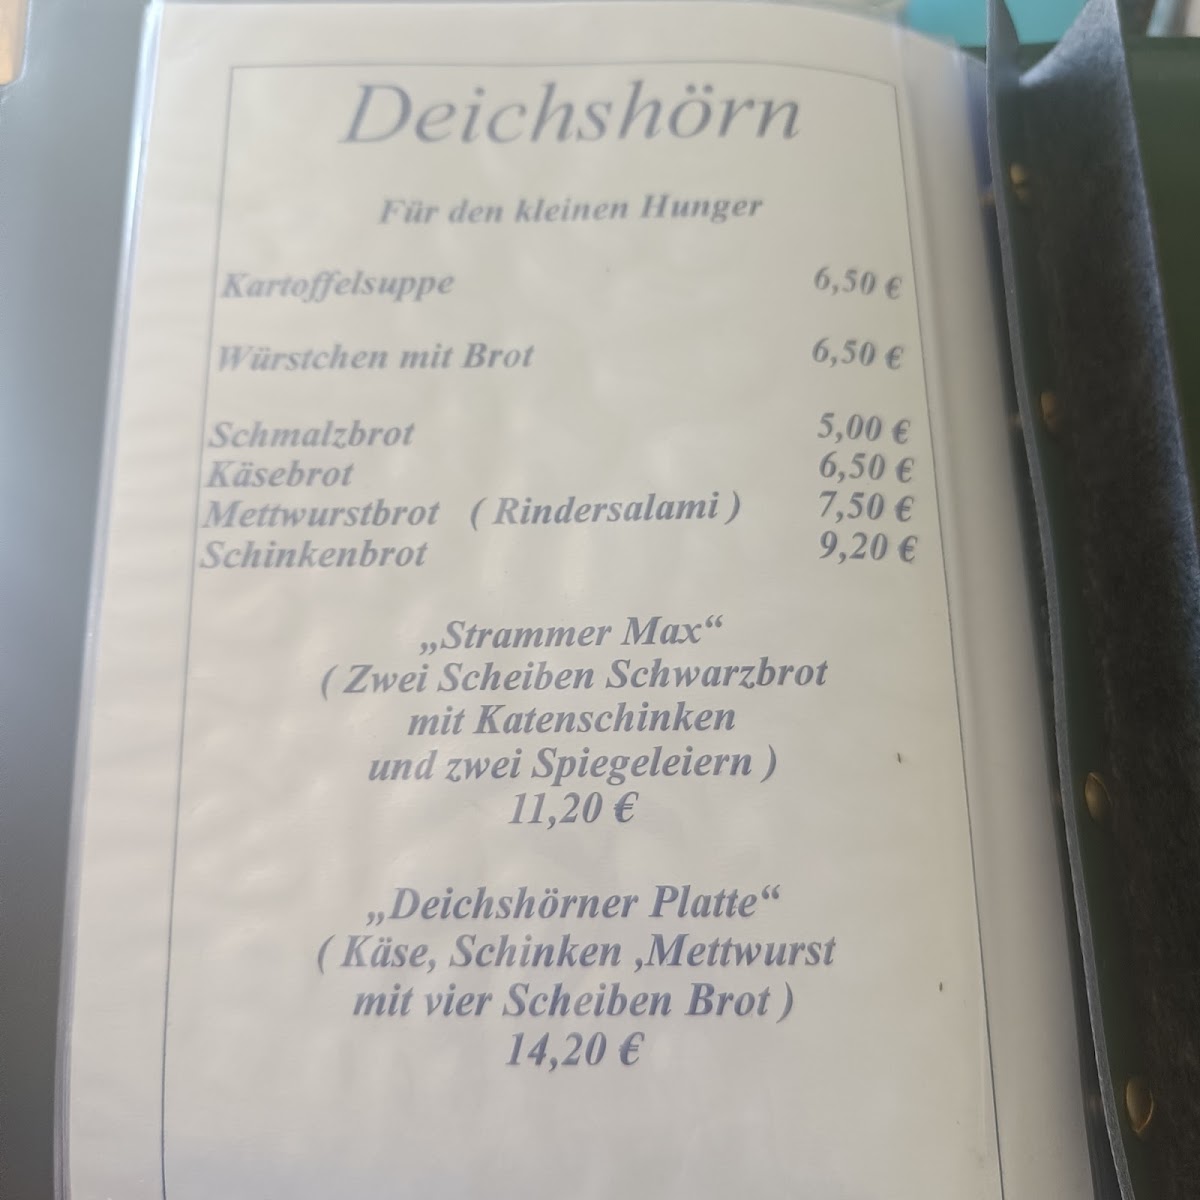 Deichshörn
Für den kleinen Hunger
Kartoffelsuppe 6,50 €
Würstchen mit Brot 6,50 €
Schmalzbrot 5,00 €
Käsebrot 6,50 €
Mettwurstbrot ( Rindersalami ) 7,50 €
Schinkenbrot 9,20 €
„Strammer Max“
( Zwei Scheiben Schwarzbrot
mit Katenschinken
und zwei Spiegeleiern )
11,20 €
„Deichshörner Platte“
( Käse, Schinken ,Mettwurst
mit vier Scheiben Brot )
14,20 €